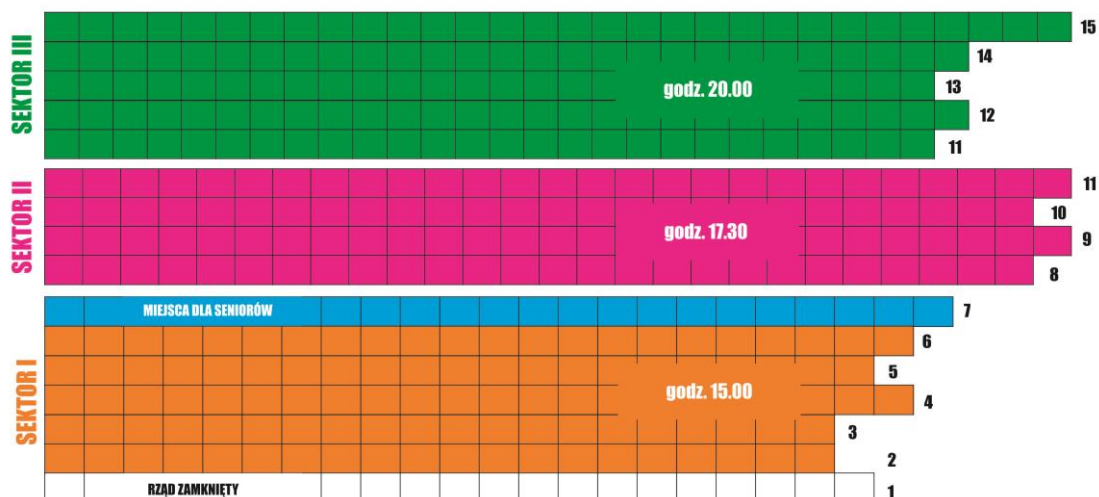 SEKTOR III
15
14
godz. 20.00
13
12
11
SEKTOR II
11
10
godz. 17.30
9
8
SEKTOR I
MIEJSCA DLA SENIORÓW
7
6
5
godz. 15.00
4
3
2
RZĄD ZAMKNIĘTY
1